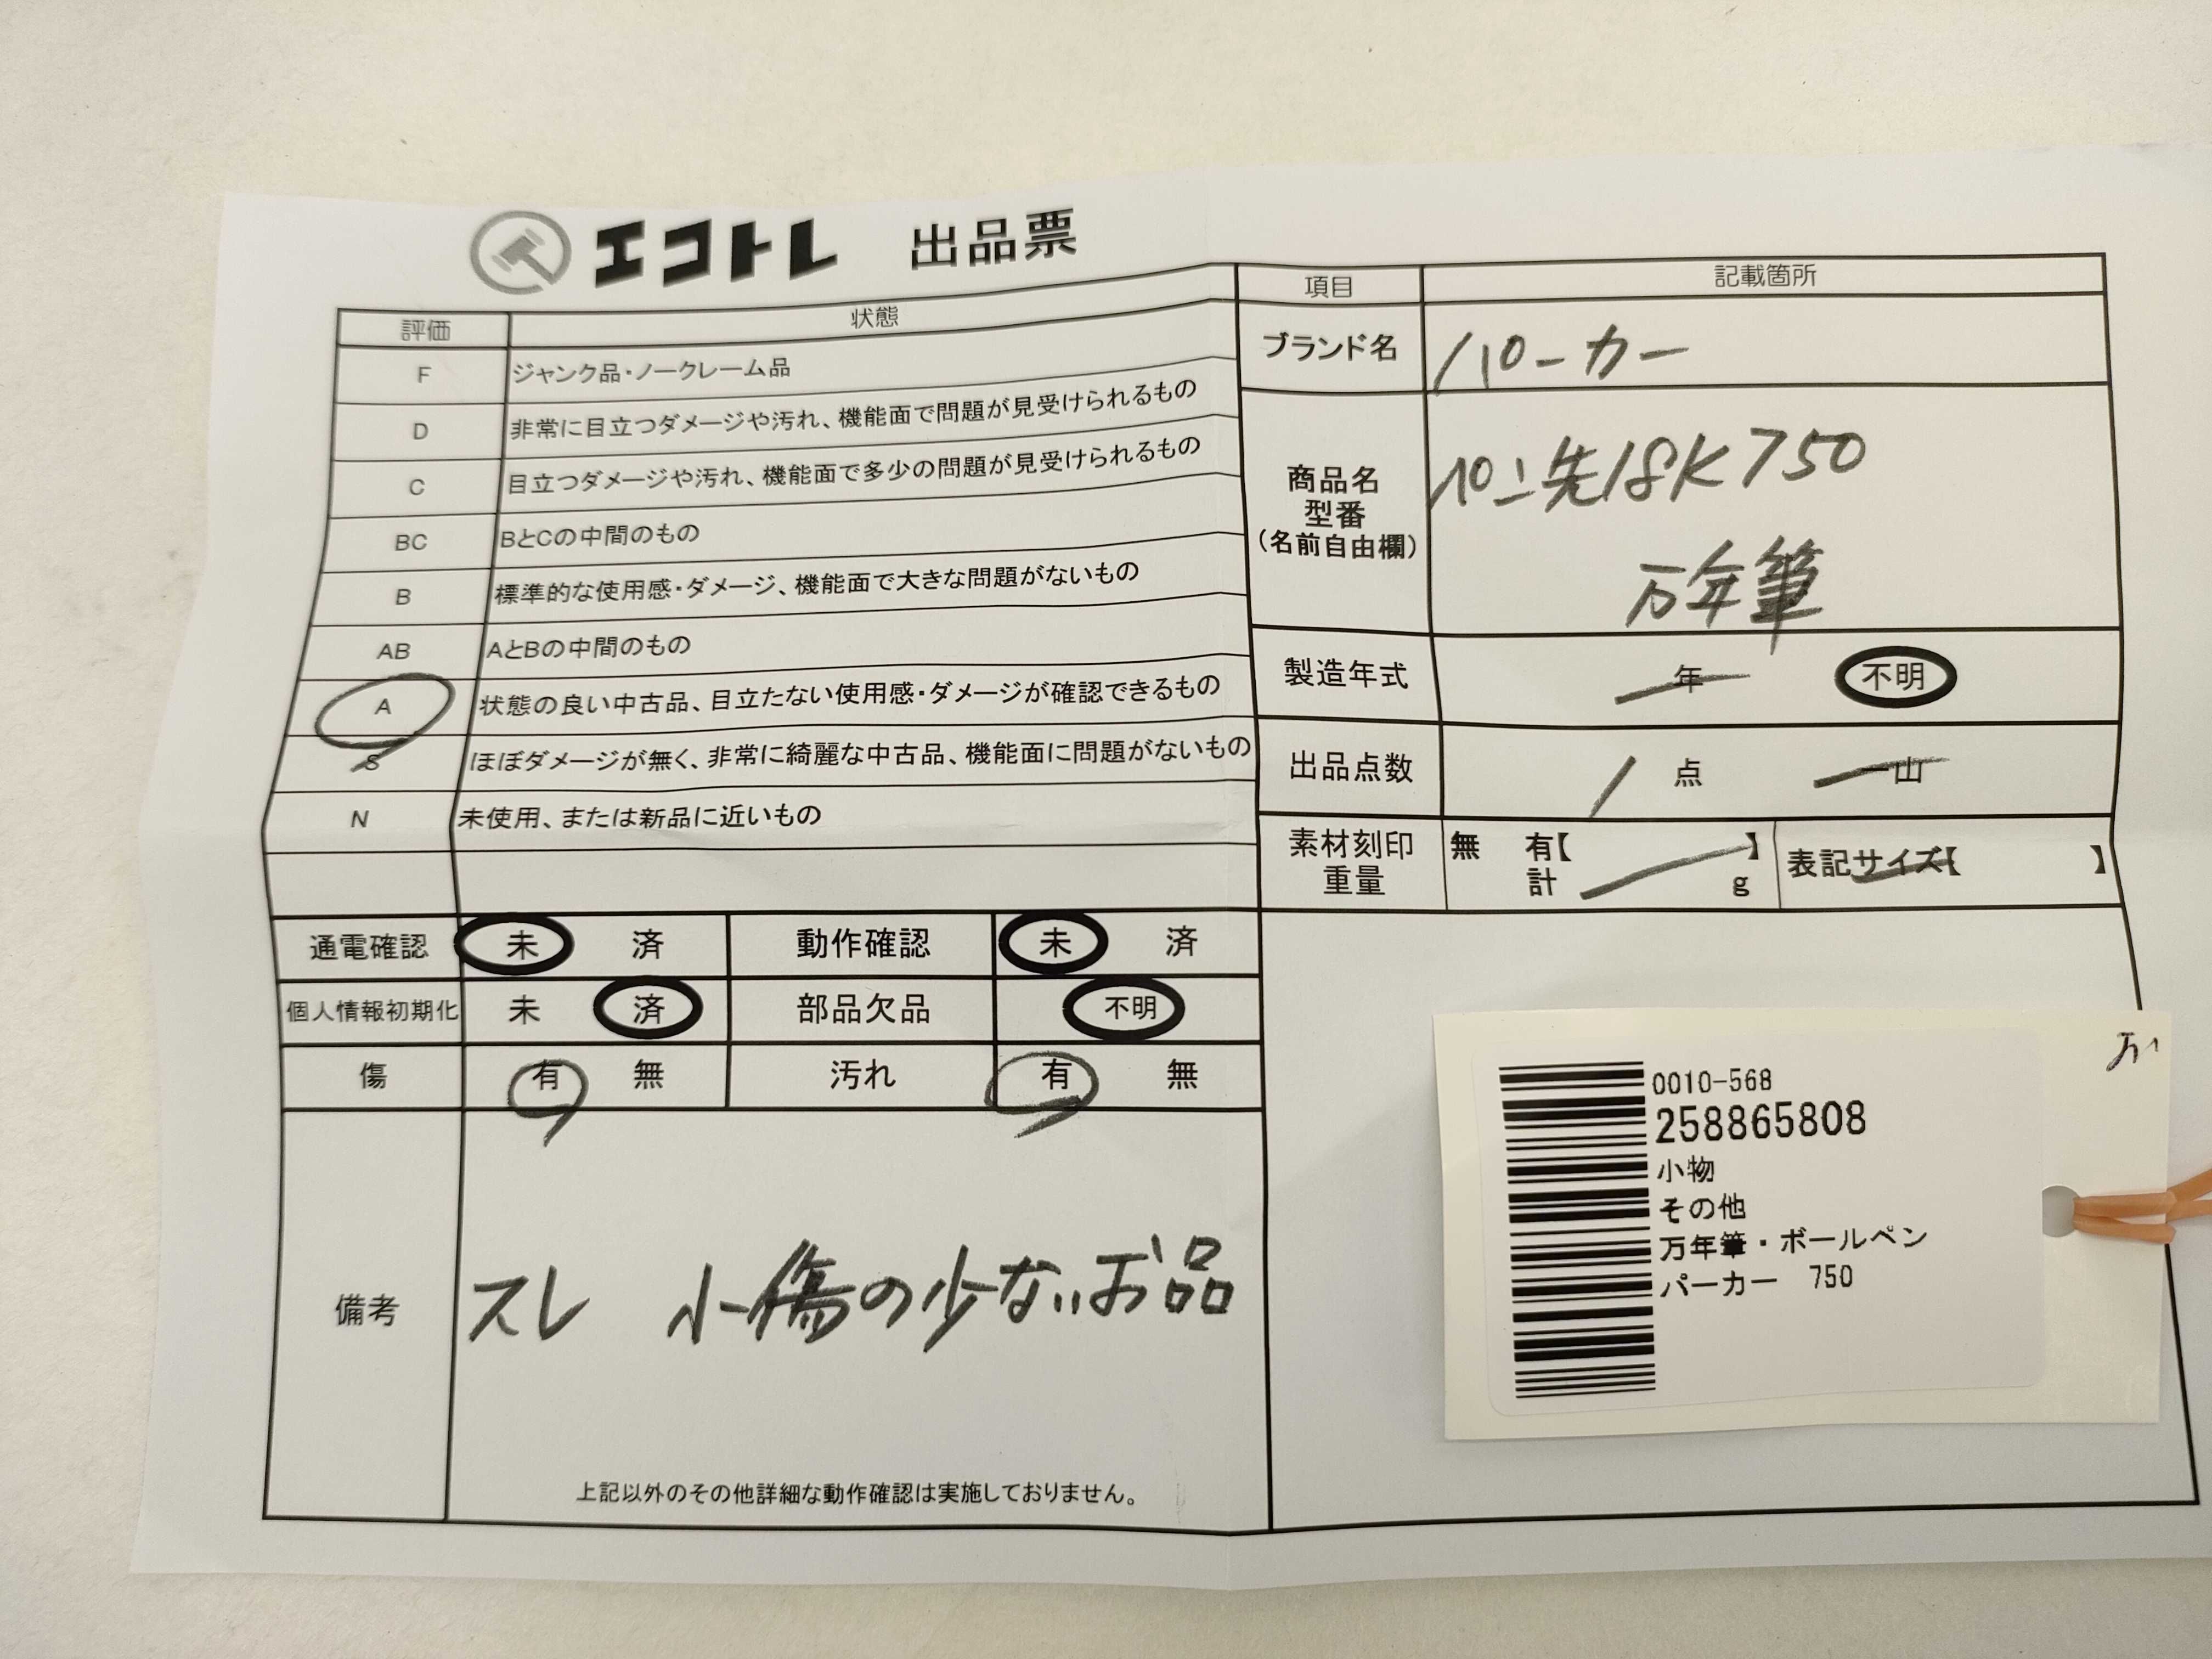 エコトレ 出品票
評価 状態
F ジャンク品・ノークレーム品
D 非常に目立つダメージや汚れ、機能面で問題が見受けられるもの
C 目立つダメージや汚れ、機能面で多少の問題が見受けられるもの
BC BとCの中間のもの
B 標準的な使用感・ダメージ、機能面で大きな問題がないもの
AB AとBの中間のもの
A 状態の良い中古品、目立たない使用感・ダメージが確認できるもの
S ほぼダメージが無く、非常に綺麗な中古品、機能面に問題がないもの
N 未使用、または新品に近いもの
通電確認 未 済 動作確認 未 済
個人情報初期化 未 済 部品欠品 不明
傷 有 無 汚れ 有 無
備考 スレ 小傷の少ないお品
上記以外のその他詳細な動作確認は実施しておりません。
項目 記載箇所
ブランド名 パーカー
商品名
型番
(名前自由欄)
ペン先18K750
万年筆
製造年式 年 不明
出品点数 1 点 一山
素材刻印 無 有【 】
重量 計 g
表記サイズ【 】
0010-568
258865808
小物
その他
万年筆・ボールペン
パーカー 750